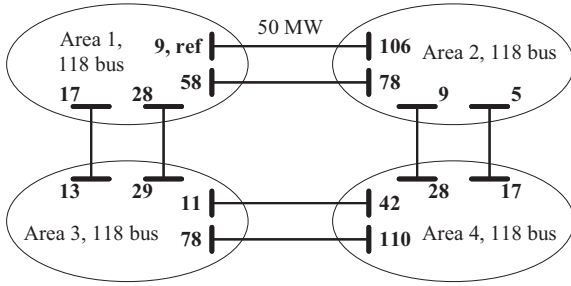 Area 1,
118 bus
9, ref
50 MW
106
Area 2, 118 bus
58
78
17
28
9
5
13
29
28
17
11
42
Area 3, 118 bus
78
110
Area 4, 118 bus